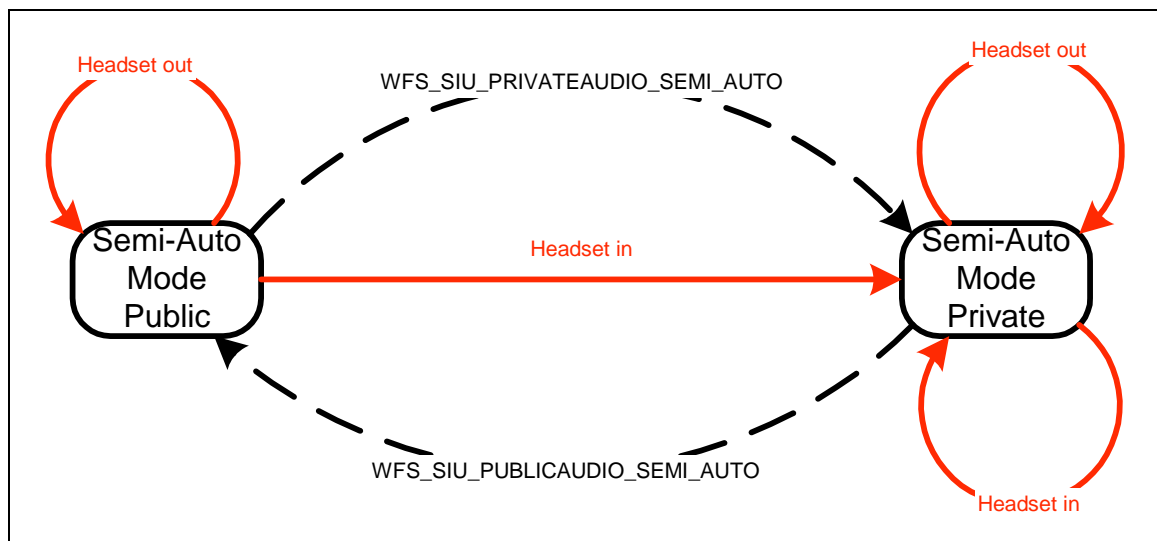 Headset out
Headset out
WFS_SIU_PRIVATEAUDIO_SEMI_AUTO
Semi-Auto
Mode
Public
Headset in
Semi-Auto
Mode
Private
WFS_SIU_PUBLICAUDIO_SEMI_AUTO
Headset in